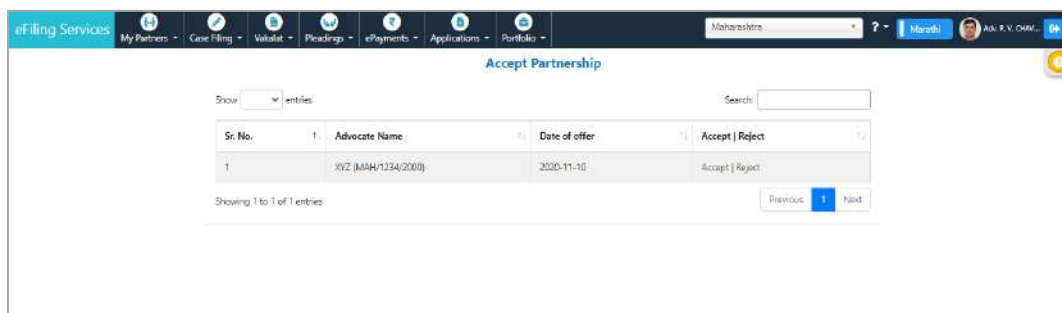 eFiling Services My Partners Case Filing Vakalat Pleadings ePayments Applications Portfolio Maharashtra ? Marathi Adv. R. V. CHAV...
Accept Partnership
Show entries Search:
Sr. No. Advocate Name Date of offer Accept | Reject
1 XYZ (MAH/1234/2000) 2020-11-10 Accept | Reject
Showing 1 to 1 of 1 entries Previous 1 Next